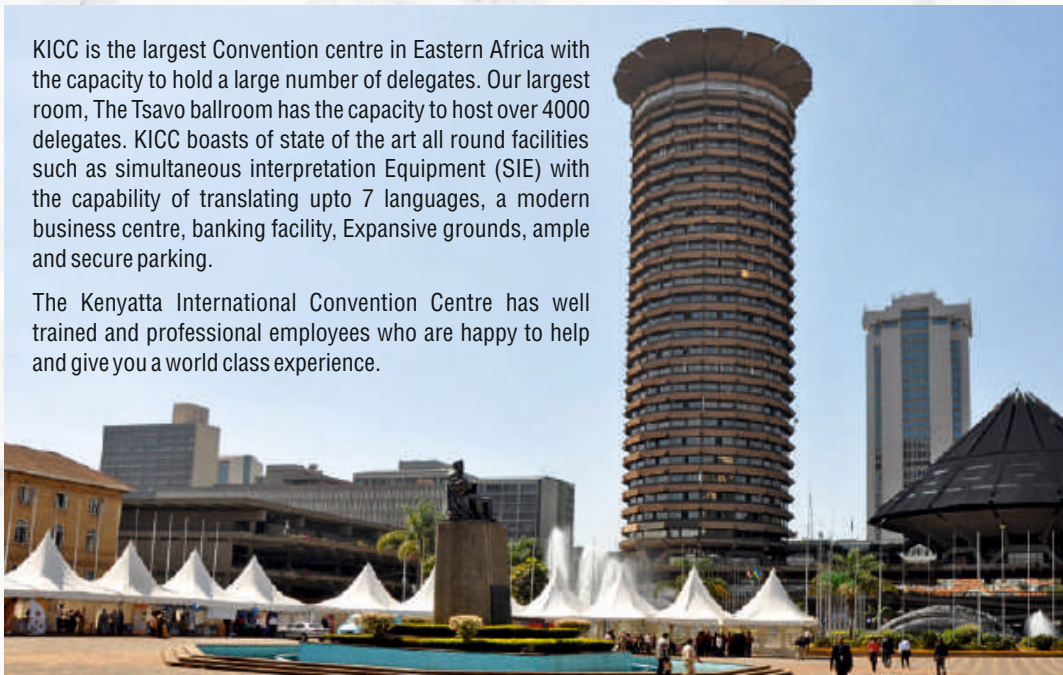 KICC is the largest Convention centre in Eastern Africa with
the capacity to hold a large number of delegates. Our largest
room, The Tsavo ballroom has the capacity to host over 4000
delegates. KICC boasts of state of the art all round facilities
such as simultaneous interpretation Equipment (SIE) with
the capability of translating upto 7 languages, a modern
business centre, banking facility, Expansive grounds, ample
and secure parking.
The Kenyatta International Convention Centre has well
trained and professional employees who are happy to help
and give you a world class experience.